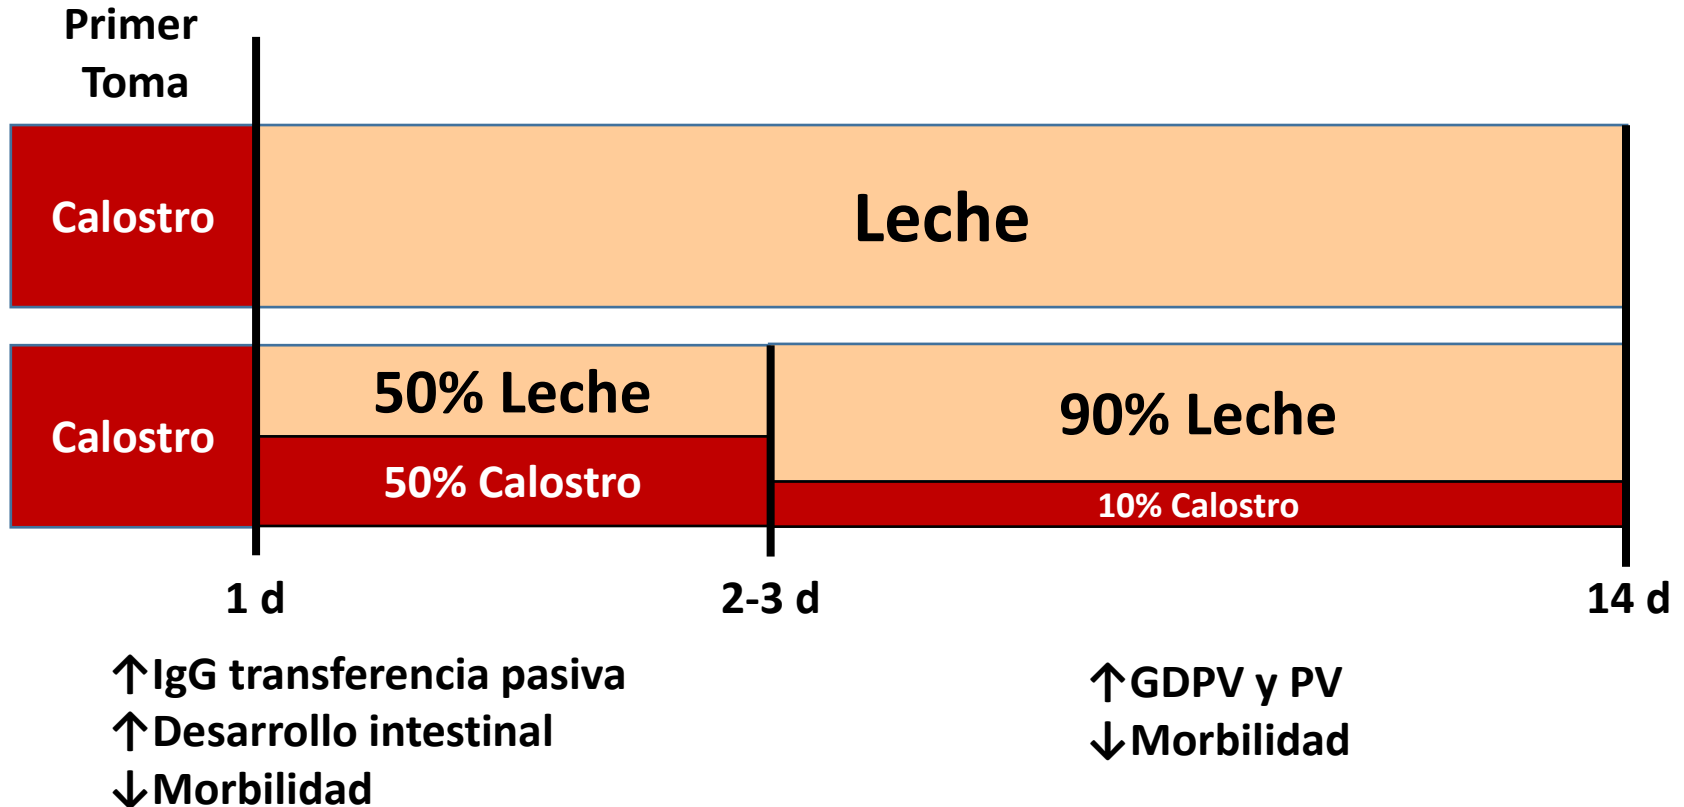 Primer
Toma
Calostro
Leche
Calostro
50% Leche
50% Calostro
90% Leche
10% Calostro
1 d
2-3 d
14 d
↑IgG transferencia pasiva
↑Desarrollo intestinal
↓Morbilidad
↑GDPV y PV
↓Morbilidad